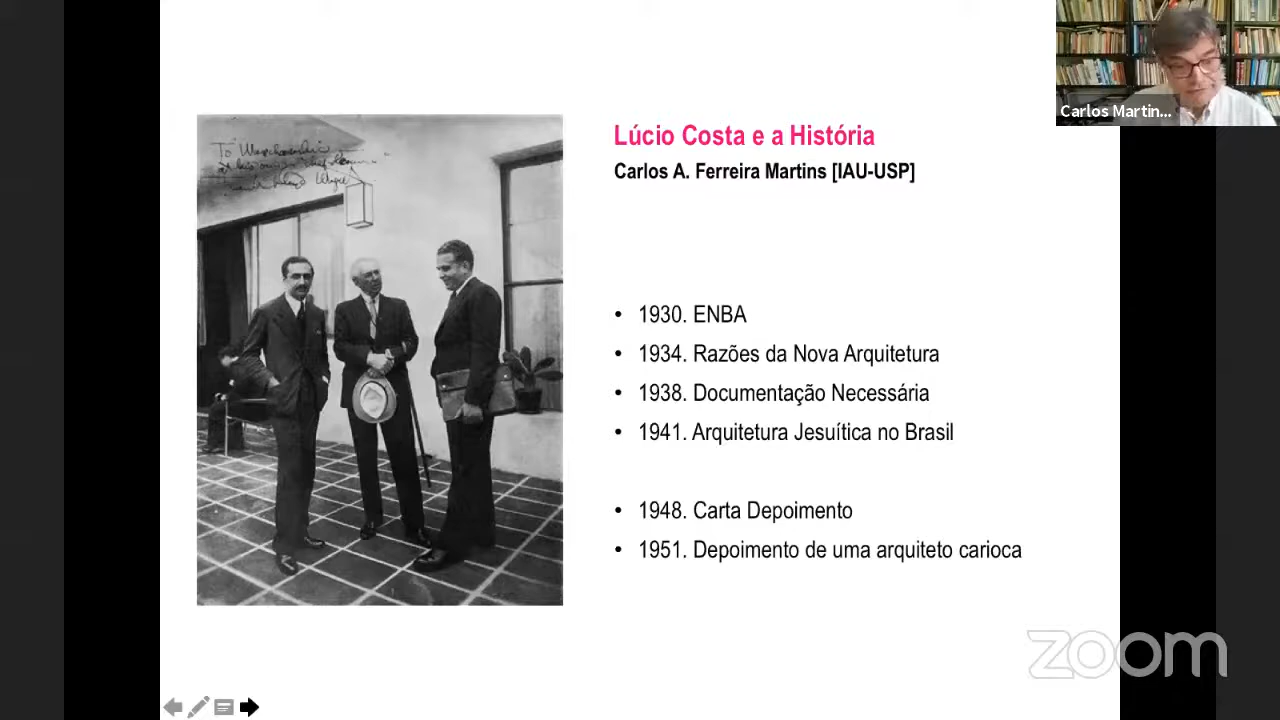 Carlos Martin...
Lúcio Costa e a História
Carlos A. Ferreira Martins [IAU-USP]
To
• 1930. ENBA
• 1934. Razões da Nova Arquitetura
• 1938. Documentação Necessária
• 1941. Arquitetura Jesuítica no Brasil
• 1948. Carta Depoimento
• 1951. Depoimento de uma arquiteto carioca
zoom